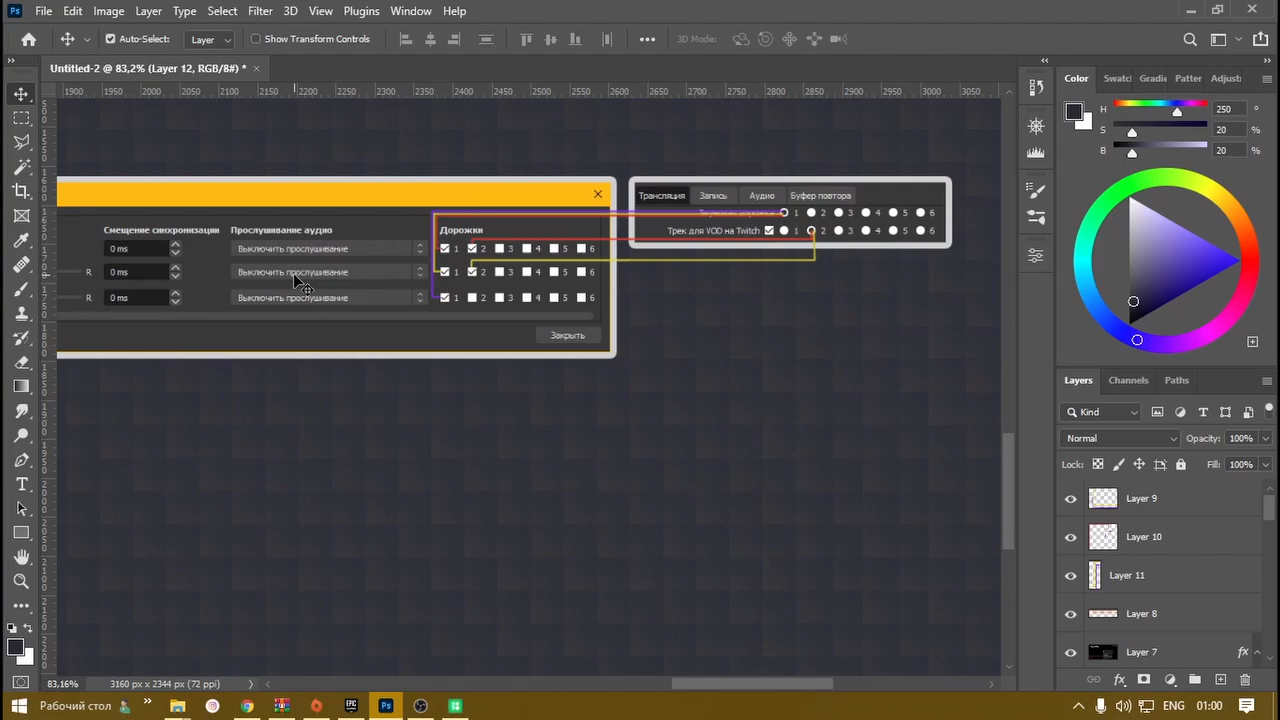 Ps File Edit Image Layer Type Select Filter 3D View Plugins Window Help
Auto-Select: Layer Show Transform Controls 3D Mode:
Untitled-2 @ 83,2% (Layer 12, RGB/8#) *
1900 1950 2000 2050 2100 2150 2200 2250 2300 2350 2400 2450 2500 2550 2600 2650 2700 2750 2800 2850 2900 2950 3000 3050
Color Swatc Gradi Patter Adjust
H 250 °
S 20 %
B 20 %
Трансляция Запись Аудио Буфер повтора
1 2 3 4 5 6
Трек для VOD на Twitch 1 2 3 4 5 6
Смещение синхронизации Прослушивание аудио Дорожки
0 ms Выключить прослушивание 1 2 3 4 5 6
R 0 ms Выключить прослушивание 1 2 3 4 5 6
R 0 ms Выключить прослушивание 1 2 3 4 5 6
Закрыть
Layers Channels Paths
Kind
Normal Opacity: 100%
Lock: Fill: 100%
Layer 9
Layer 10
Layer 11
Layer 8
Layer 7 fx
83,16% 3160 px x 2344 px (72 ppi)
Рабочий стол EPIC Ps ENG 01:00